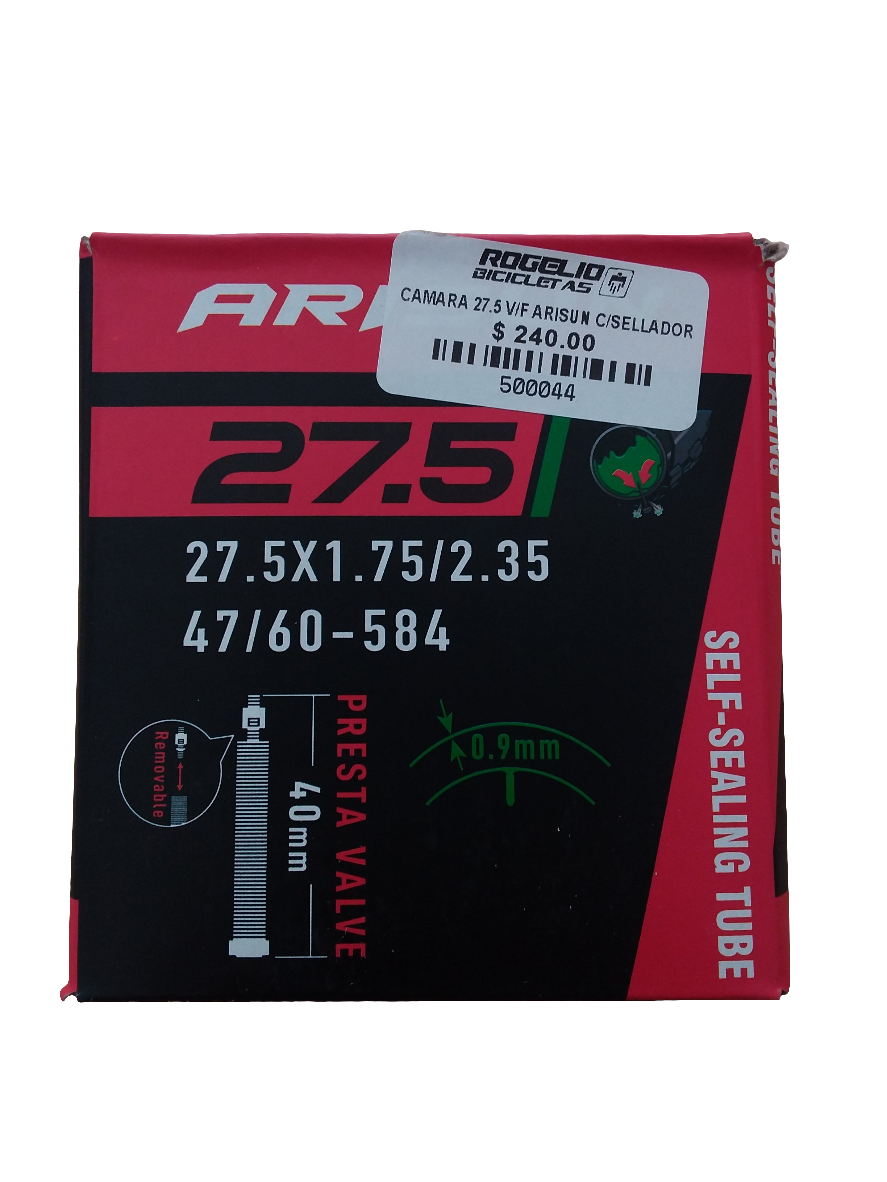 ROGELIO
BICICLETAS
CAMARA 27.5 V/F ARISUN C/SELLADOR
$ 240.00
500044
27.5
27.5X1.75/2.35
47/60-584
PRESTA VALVE
40mm
Removable
0.9mm
SELF-SEALING TUBE
SELF-SEALING TUBE